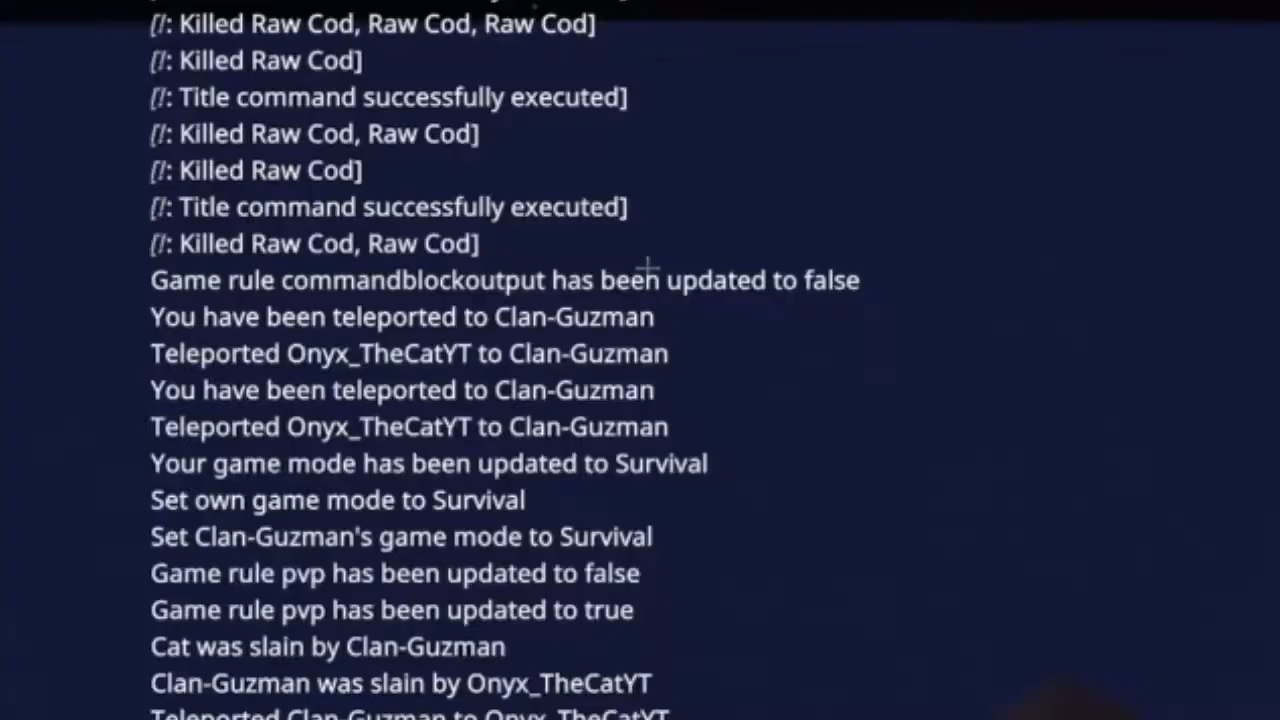 [!: Killed Raw Cod, Raw Cod, Raw Cod]
[!: Killed Raw Cod]
[!: Title command successfully executed]
[!: Killed Raw Cod, Raw Cod]
[!: Killed Raw Cod]
[!: Title command successfully executed]
[!: Killed Raw Cod, Raw Cod]
Game rule commandblockoutput has been updated to false
You have been teleported to Clan-Guzman
Teleported Onyx_TheCatYT to Clan-Guzman
You have been teleported to Clan-Guzman
Teleported Onyx_TheCatYT to Clan-Guzman
Your game mode has been updated to Survival
Set own game mode to Survival
Set Clan-Guzman's game mode to Survival
Game rule pvp has been updated to false
Game rule pvp has been updated to true
Cat was slain by Clan-Guzman
Clan-Guzman was slain by Onyx_TheCatYT
Teleported Clan-Guzman to Onyx_TheCatYT